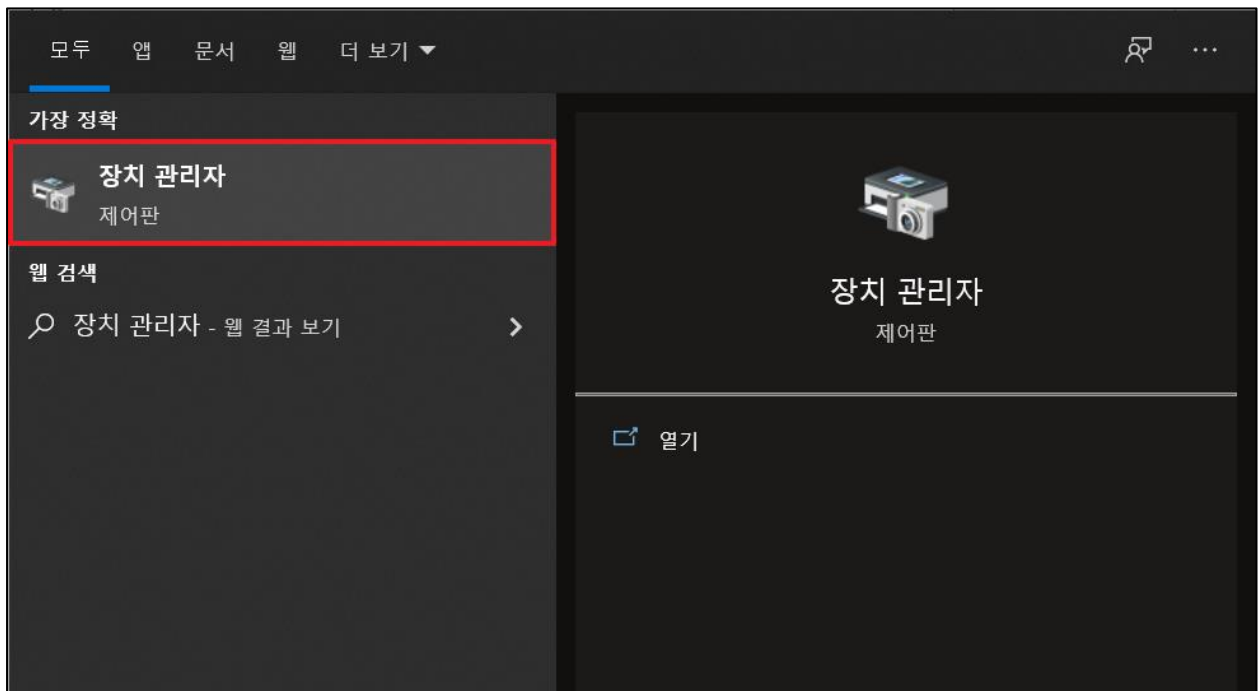 모두 앱 문서 웹 더 보기
가장 정확
장치 관리자
제어판
웹 검색
장치 관리자 - 웹 결과 보기
장치 관리자
제어판
열기